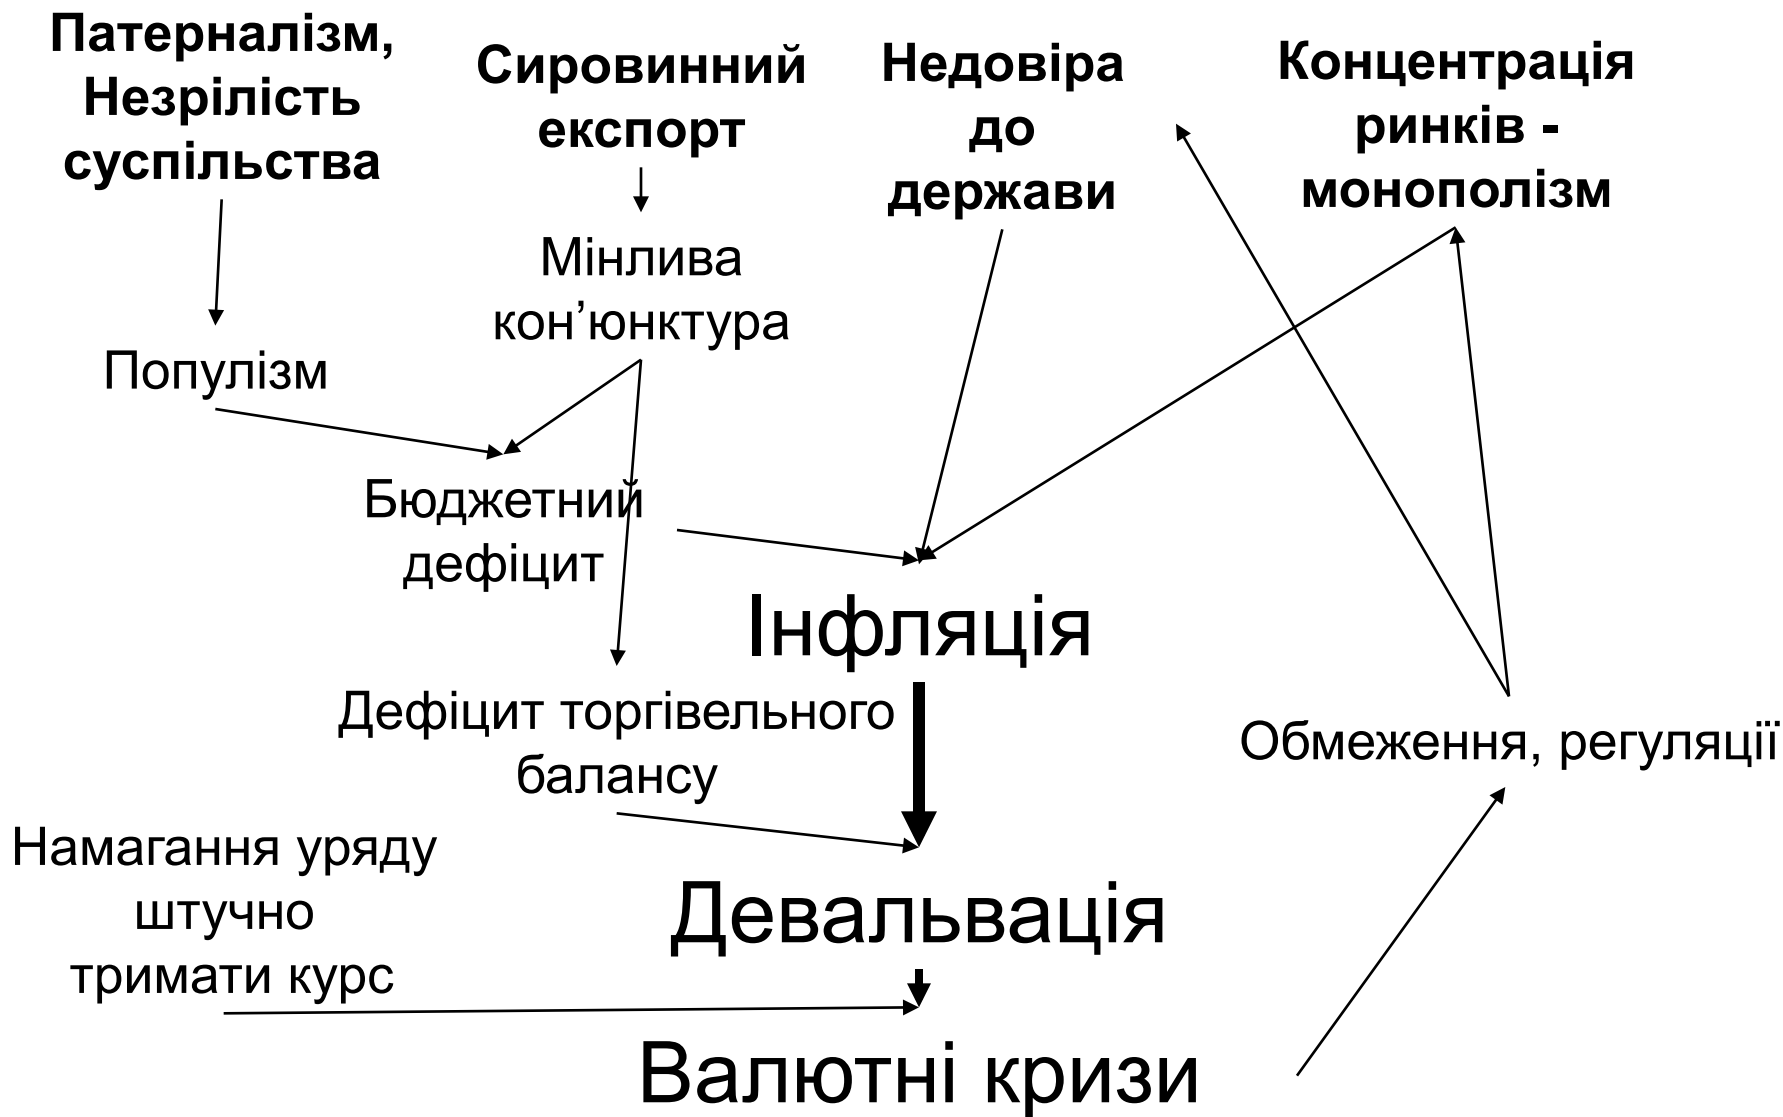 Патерналізм,
Незрілість
суспільства
Сировинний
експорт
Недовіра
до
держави
Концентрація
ринків -
монополізм
Мінлива
кон’юнктура
Популізм
Бюджетний
дефіцит
Інфляція
Дефіцит торгівельного
балансу
Обмеження, регуляції
Намагання уряду
штучно
тримати курс
Девальвація
Валютні кризи